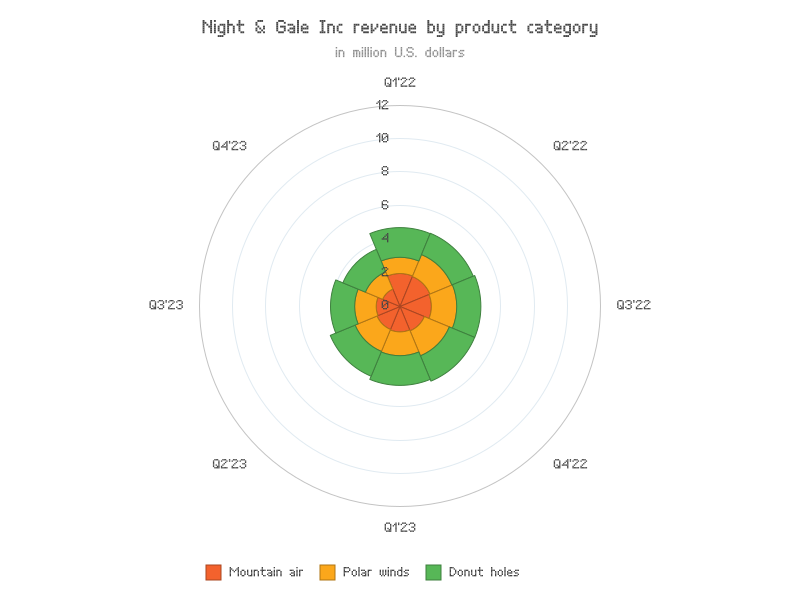 Night & Gale Inc revenue by product category
in million U.S. dollars
Q1'22
12
10
Q4'23
Q2'22
8
6
4
2
0
Q3'23
Q3'22
Q2'23
Q4'22
Q1'23
Mountain air
Polar winds
Donut holes